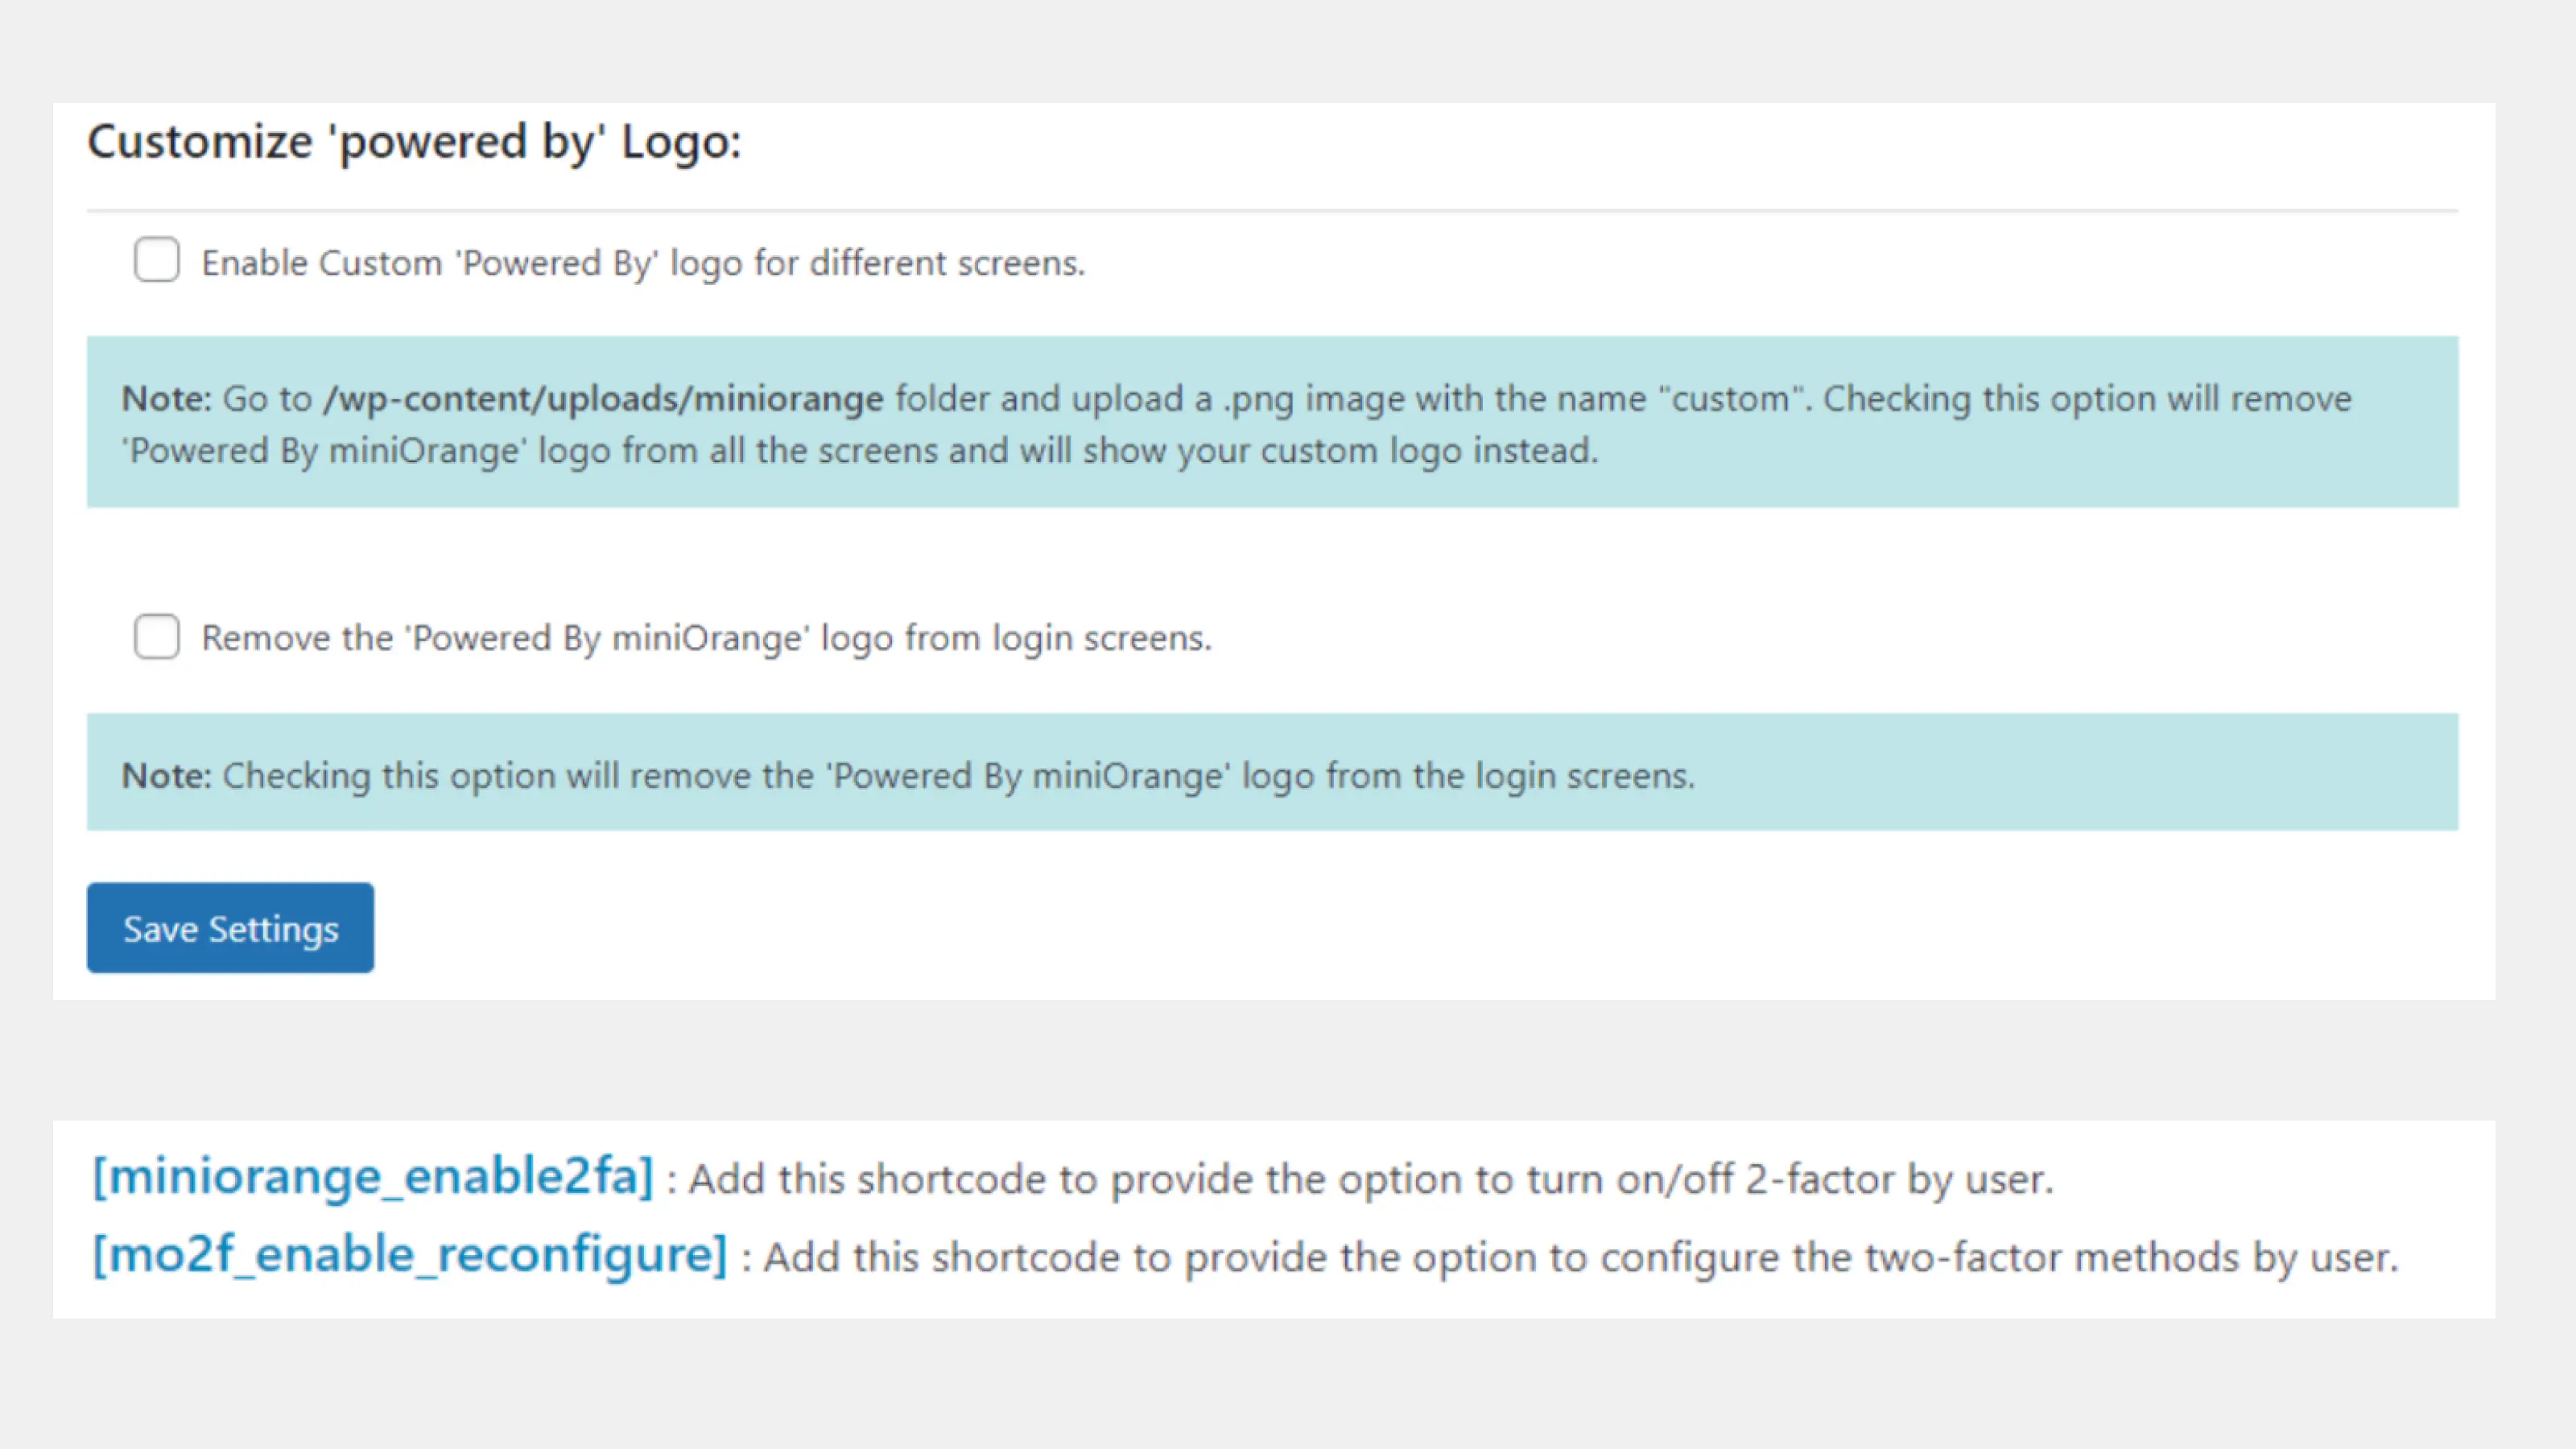 Customize 'powered by' Logo:
Enable Custom 'Powered By' logo for different screens.
Note: Go to /wp-content/uploads/miniorange folder and upload a .png image with the name "custom". Checking this option will remove
'Powered By miniOrange' logo from all the screens and will show your custom logo instead.
Remove the 'Powered By miniOrange' logo from login screens.
Note: Checking this option will remove the 'Powered By miniOrange' logo from the login screens.
Save Settings
[miniorange_enable2fa] : Add this shortcode to provide the option to turn on/off 2-factor by user.
[mo2f_enable_reconfigure] : Add this shortcode to provide the option to configure the two-factor methods by user.